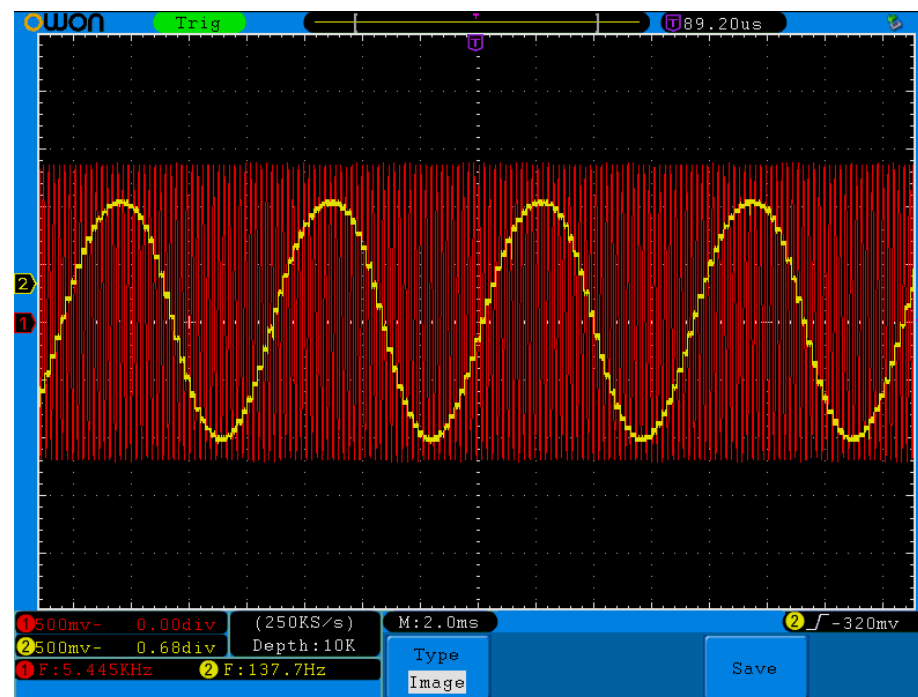 owon Trig T 89.20us
T
2
1
1 500mv- 0.00div (250KS/s) M:2.0ms 2 -320mv
2 500mv- 0.68div Depth:10K
1 F:5.445KHz 2 F:137.7Hz
Type
Image
Save